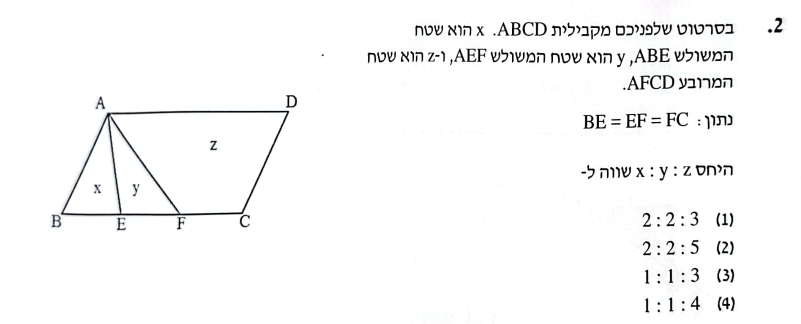 2. בסרטוט שלפניכם מקבילית ABCD. x הוא שטח
המשולש ABE, y הוא שטח המשולש AEF, ו-z הוא שטח
המרובע AFCD.
נתון: BE = EF = FC
היחס x : y : z שווה ל-
(1) 2 : 2 : 3
(2) 2 : 2 : 5
(3) 1 : 1 : 3
(4) 1 : 1 : 4
A D
z
x y
B E F C